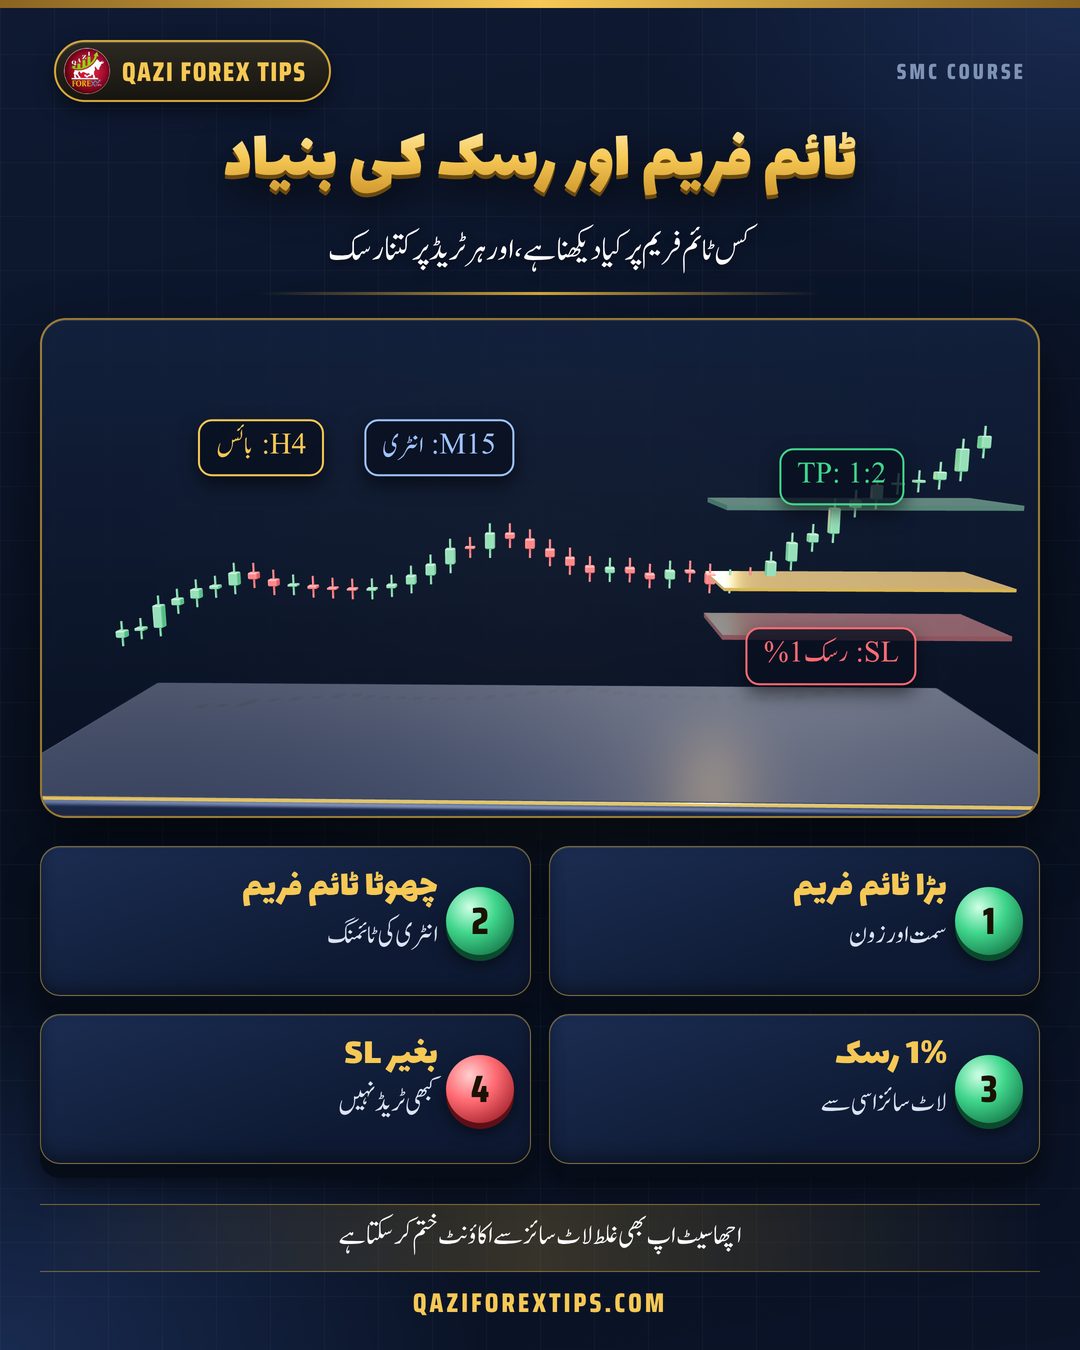 QAZI FOREX TIPS
SMC COURSE
ٹائم فریم اور رسک کی بنیاد
کس ٹائم فریم پر کیا دیکھنا ہے، اور ہر ٹریڈ پر کتنا رسک
H4: بائس
M15: انٹری
TP: 1:2
SL: رسک 1%
1
بڑا ٹائم فریم
سمت اور زون
2
چھوٹا ٹائم فریم
انٹری کی ٹائمنگ
3
1% رسک
لاٹ سائز اسی سے
4
بغیر SL
کبھی ٹریڈ نہیں
اچھا سیٹ اپ بھی غلط لاٹ سائز سے اکاؤنٹ ختم کر سکتا ہے
QAZIFOREXTIPS.COM